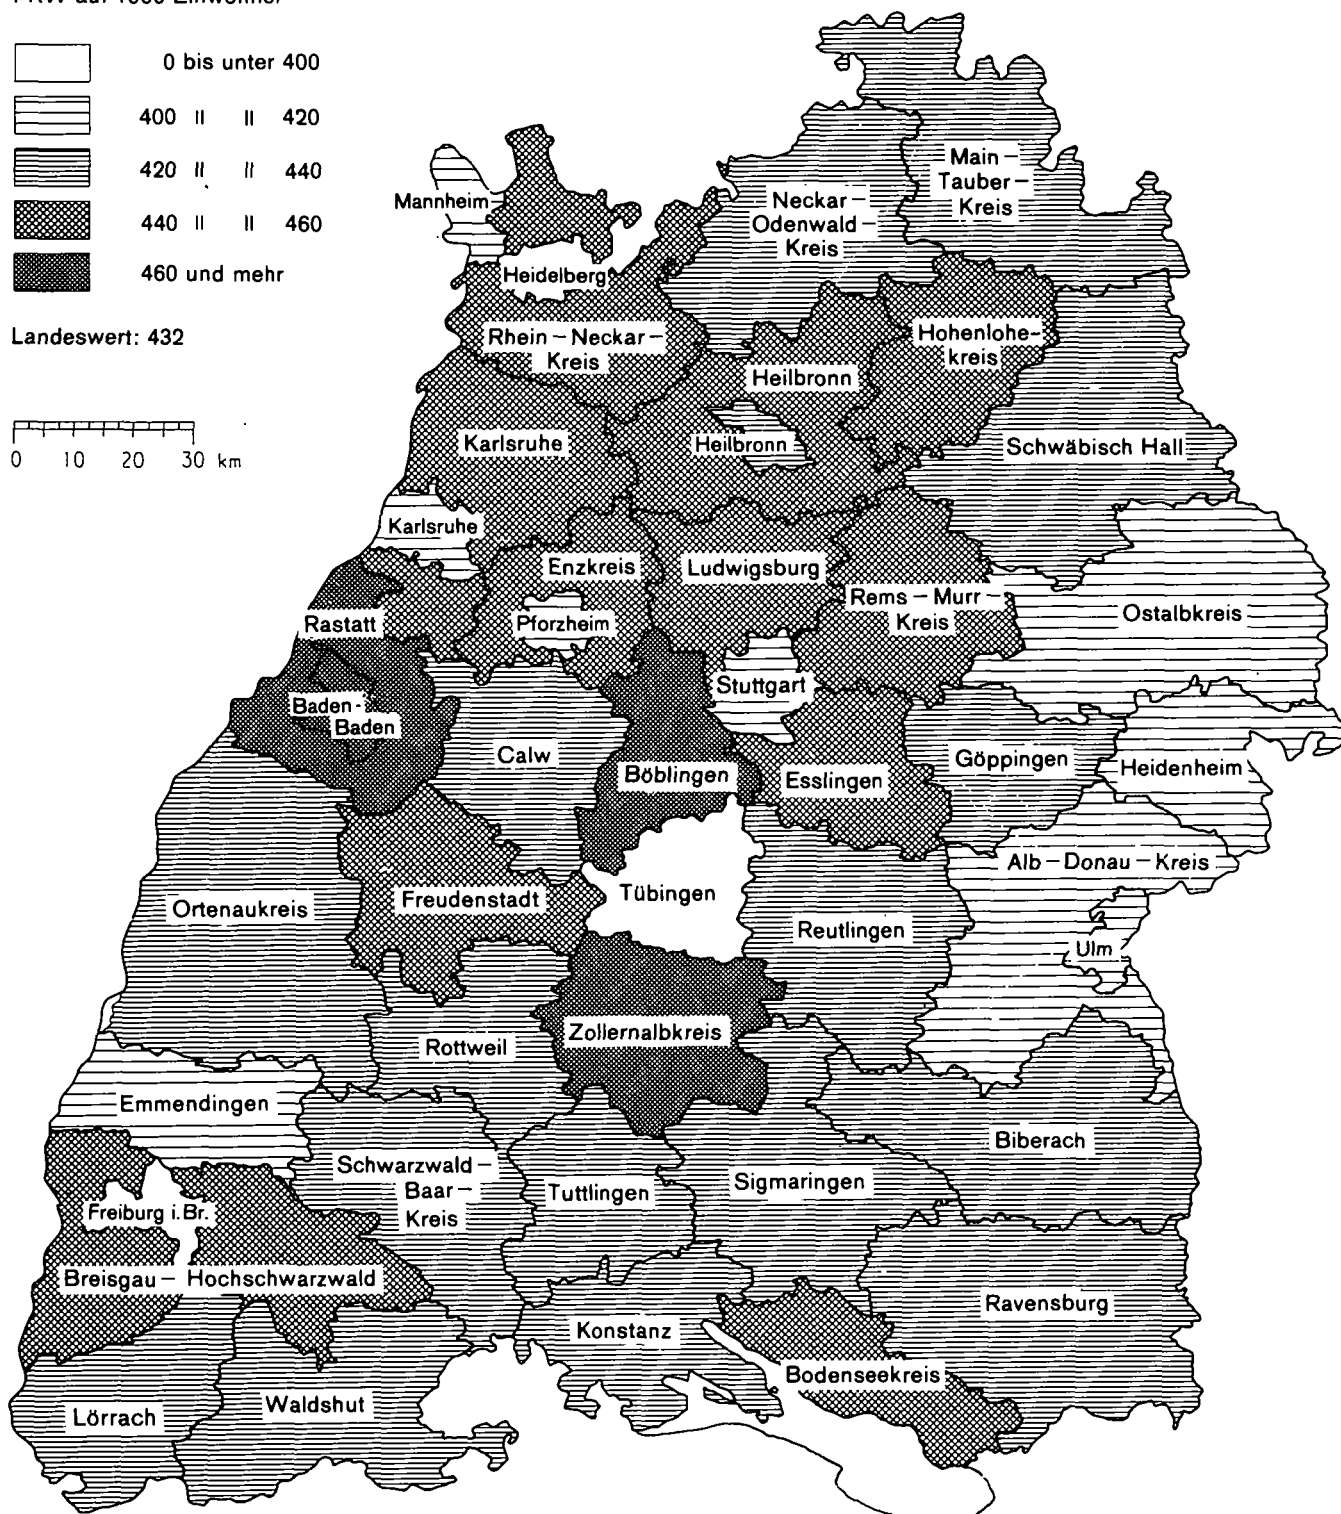 0 bis unter 400
400 " " 420
420 " " 440
440 " " 460
460 und mehr
Landeswert: 432
0 10 20 30 km
Main-
Tauber-
Kreis
Mannheim
Neckar-
Odenwald-
Kreis
Heidelberg
Rhein-Neckar-
Kreis
Hohenlohe-
kreis
Heilbronn
Karlsruhe
Heilbronn
Schwäbisch Hall
Karlsruhe
Enzkreis
Ludwigsburg
Rems-Murr-
Kreis
Ostalbkreis
Rastatt
Pforzheim
Stuttgart
Baden-
Baden
Calw
Böblingen
Esslingen
Göppingen
Heidenheim
Alb-Donau-Kreis
Tübingen
Freudenstadt
Ortenaukreis
Reutlingen
Ulm
Zollernalbkreis
Rottweil
Emmendingen
Biberach
Schwarzwald-
Baar-
Kreis
Tuttlingen
Sigmaringen
Freiburg i.Br.
Breisgau-Hochschwarzwald
Ravensburg
Konstanz
Bodenseekreis
Waldshut
Lörrach